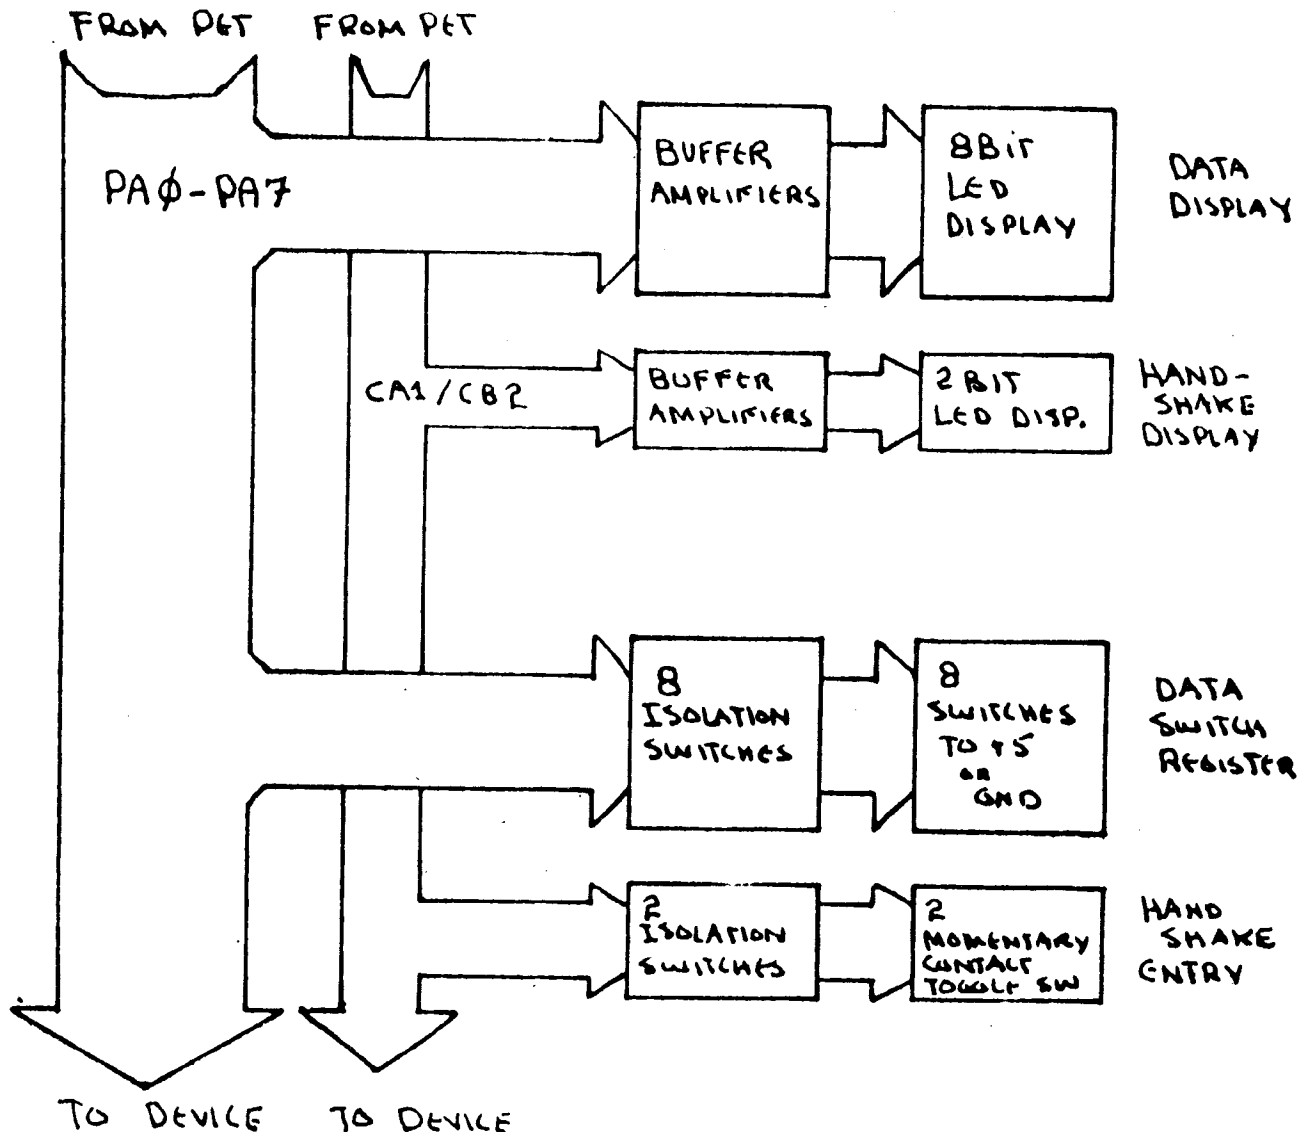 FROM PET FROM PET
PA0-PA7
BUFFER
AMPLIFIERS
8BIT
LED
DISPLAY
DATA
DISPLAY
CA1/CB2
BUFFER
AMPLIFIERS
2 BIT
LED DISP.
HAND-
SHAKE
DISPLAY
8
ISOLATION
SWITCHES
8
SWITCHES
TO +5
OR
GND
DATA
SWITCH
REGISTER
2
ISOLATION
SWITCHES
2
MOMENTARY
CONTACT
TOGGLE SW
HAND
SHAKE
ENTRY
TO DEVICE TO DEVICE